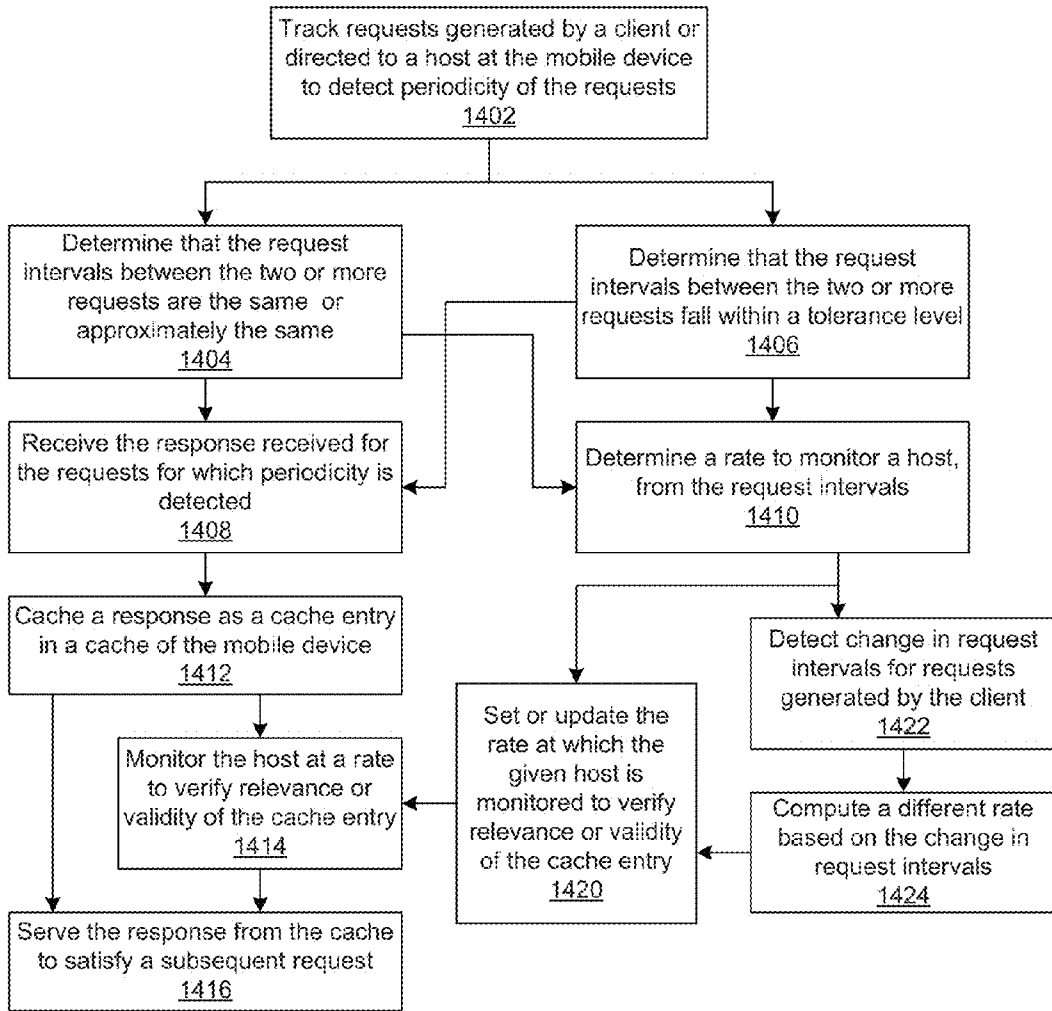 Track requests generated by a client or
directed to a host at the mobile device
to detect periodicity of the requests
1402
Determine that the request
intervals between the two or more
requests are the same or
approximately the same
1404
Determine that the request
intervals between the two or more
requests fall within a tolerance level
1406
Receive the response received for
the requests for which periodicity is
detected
1408
Determine a rate to monitor a host,
from the request intervals
1410
Cache a response as a cache entry
in a cache of the mobile device
1412
Detect change in request
intervals for requests
generated by the client
1422
Set or update the
rate at which the
given host is
monitored to verify
relevance or validity
of the cache entry
1420
Monitor the host at a rate
to verify relevance or
validity of the cache entry
1414
Compute a different rate
based on the change in
request intervals
1424
Serve the response from the cache
to satisfy a subsequent request
1416